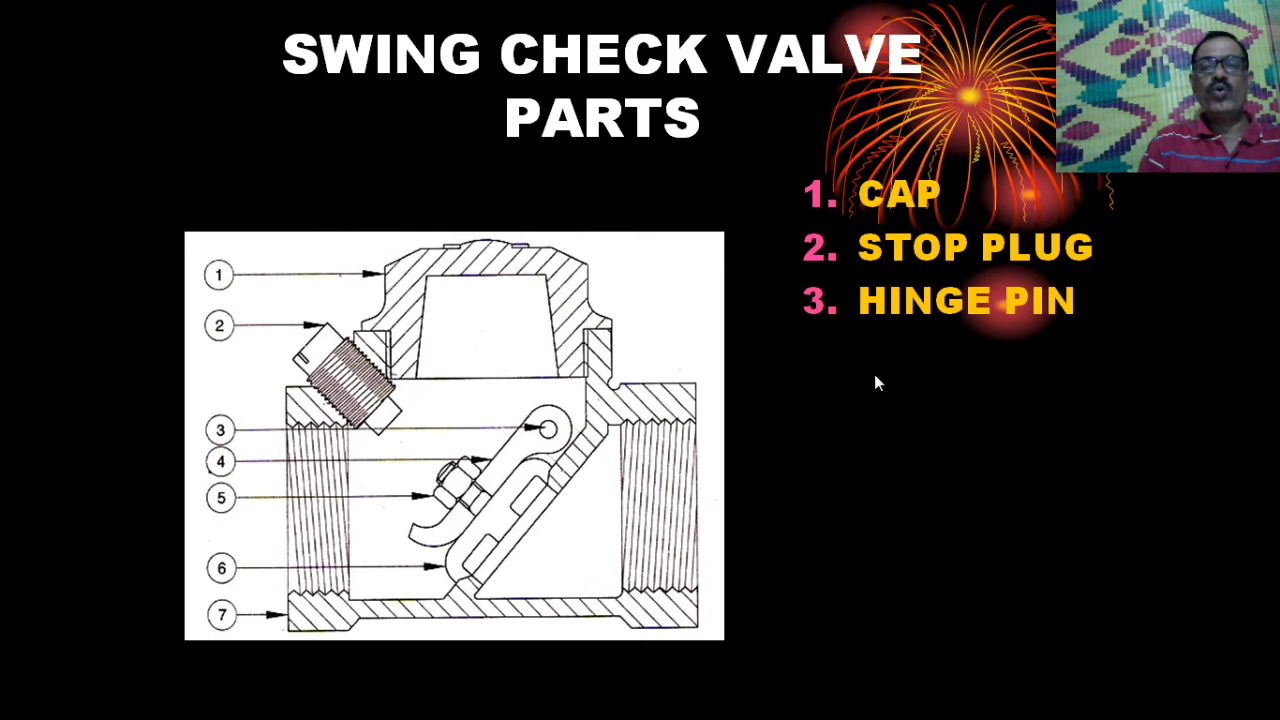 SWING CHECK VALVE
PARTS
1. CAP
2. STOP PLUG
3. HINGE PIN
1
2
3
4
5
6
7